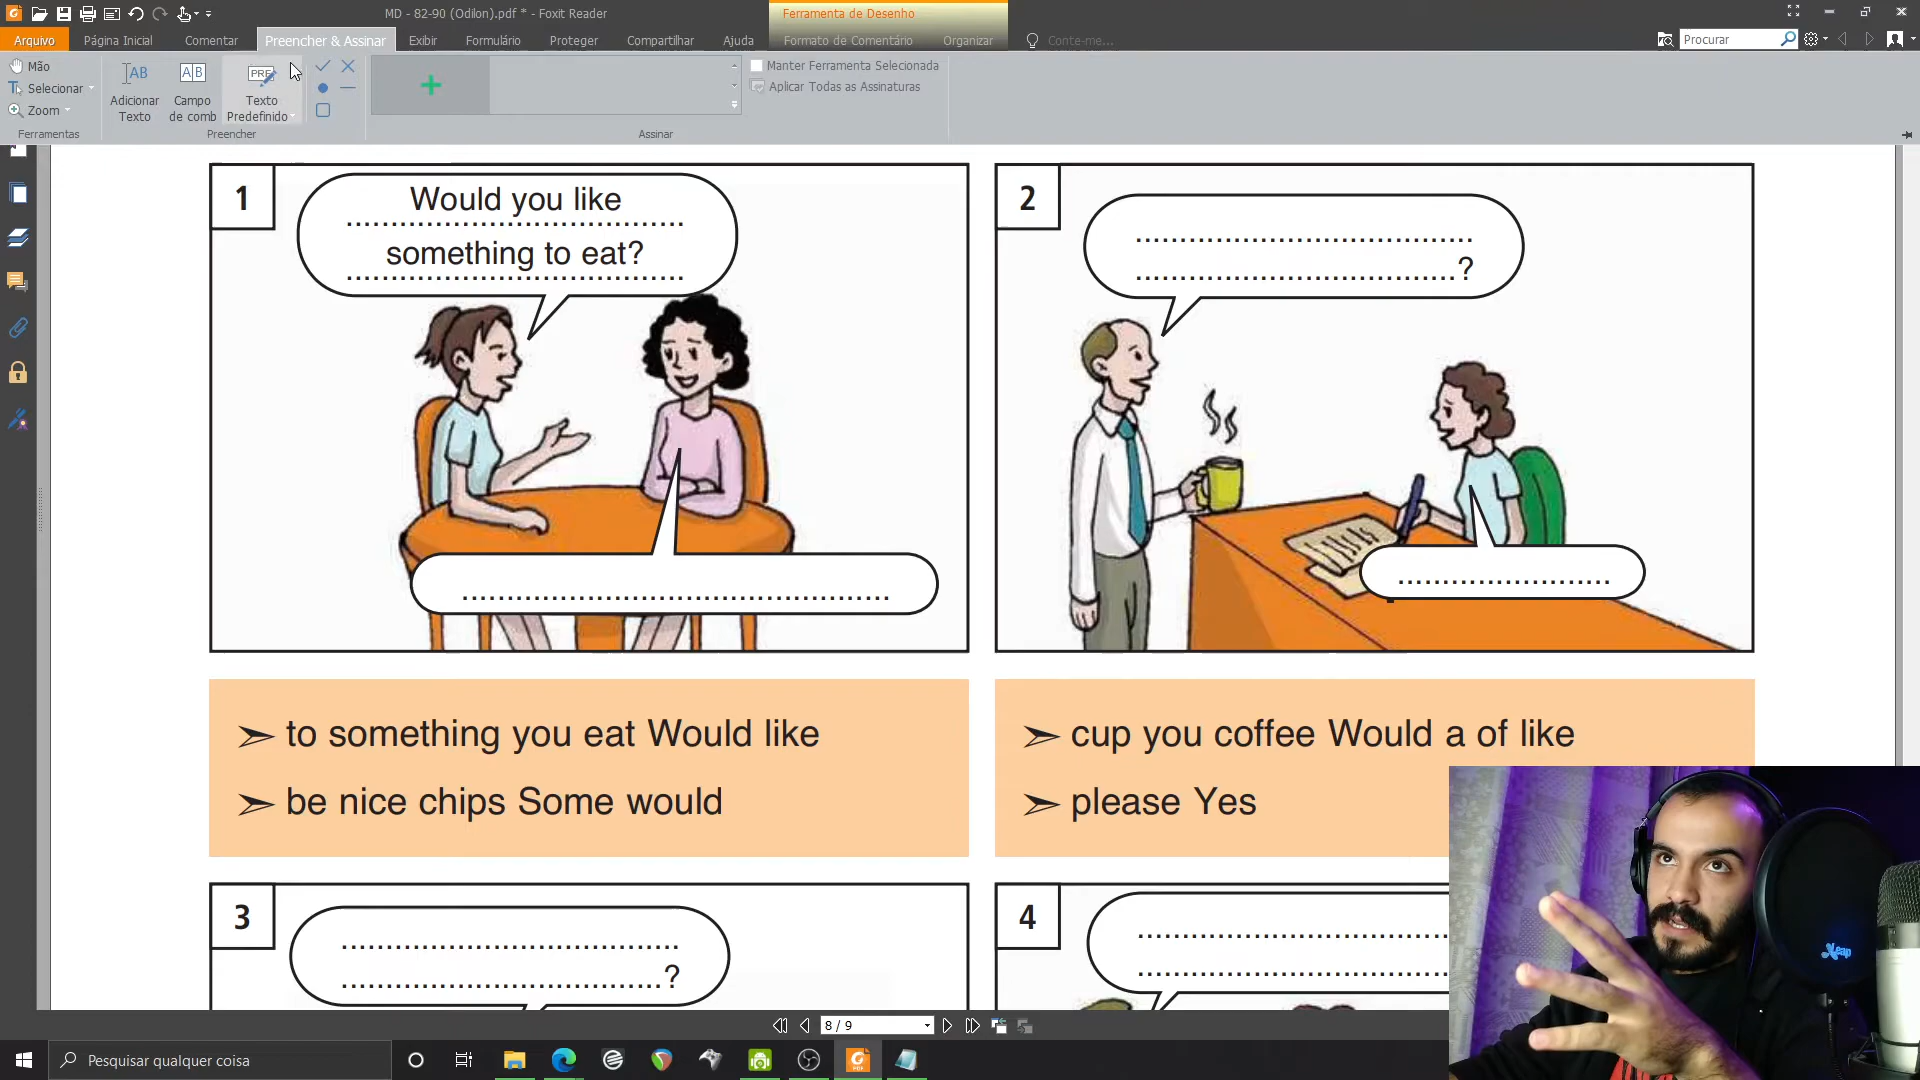 MD - 82-90 (Odilon).pdf * - Foxit Reader
Ferramenta de Desenho
Arquivo
Página Inicial
Comentar
Preencher & Assinar
Exibir
Formulário
Proteger
Compartilhar
Ajuda
Formato de Comentário
Organizar
Conte-me...
Procurar
Mão
Selecionar
Zoom
Ferramentas
Adicionar
Texto
Campo
de comb
PRE
Texto
Predefinido
Preencher
Manter Ferramenta Selecionada
Aplicar Todas as Assinaturas
Assinar
1
Would you like
something to eat?
2
?
➢ to something you eat Would like
➢ be nice chips Some would
➢ cup you coffee Would a of like
➢ please Yes
3
?
4
8 / 9
Pesquisar qualquer coisa